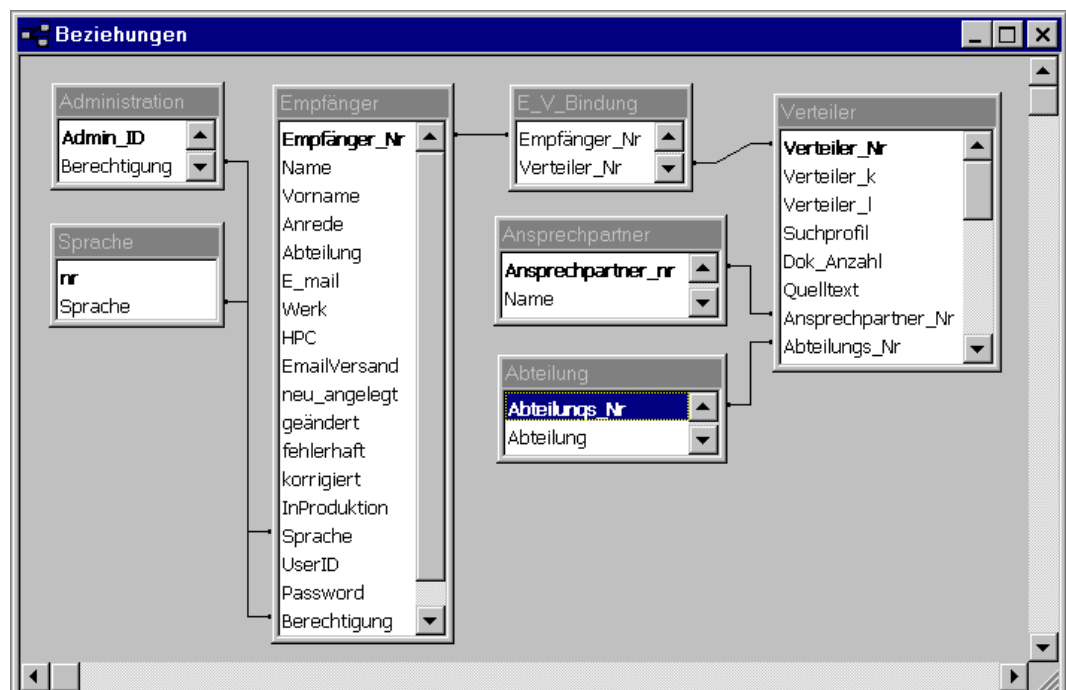 Beziehungen
Administration
Admin_ID
Berechtigung
Sprache
nr
Sprache
Empfänger
Empfänger_Nr
Name
Vorname
Anrede
Abteilung
E_mail
Werk
HPC
EmailVersand
neu_angelegt
geändert
fehlerhaft
korrigiert
InProduktion
Sprache
UserID
Password
Berechtigung
E_V_Bindung
Empfänger_Nr
Verteiler_Nr
Ansprechpartner
Ansprechpartner_nr
Name
Abteilung
Abteilungs_Nr
Abteilung
Verteiler
Verteiler_Nr
Verteiler_k
Verteiler_l
Suchprofil
Dok_Anzahl
Quelltext
Ansprechpartner_Nr
Abteilungs_Nr